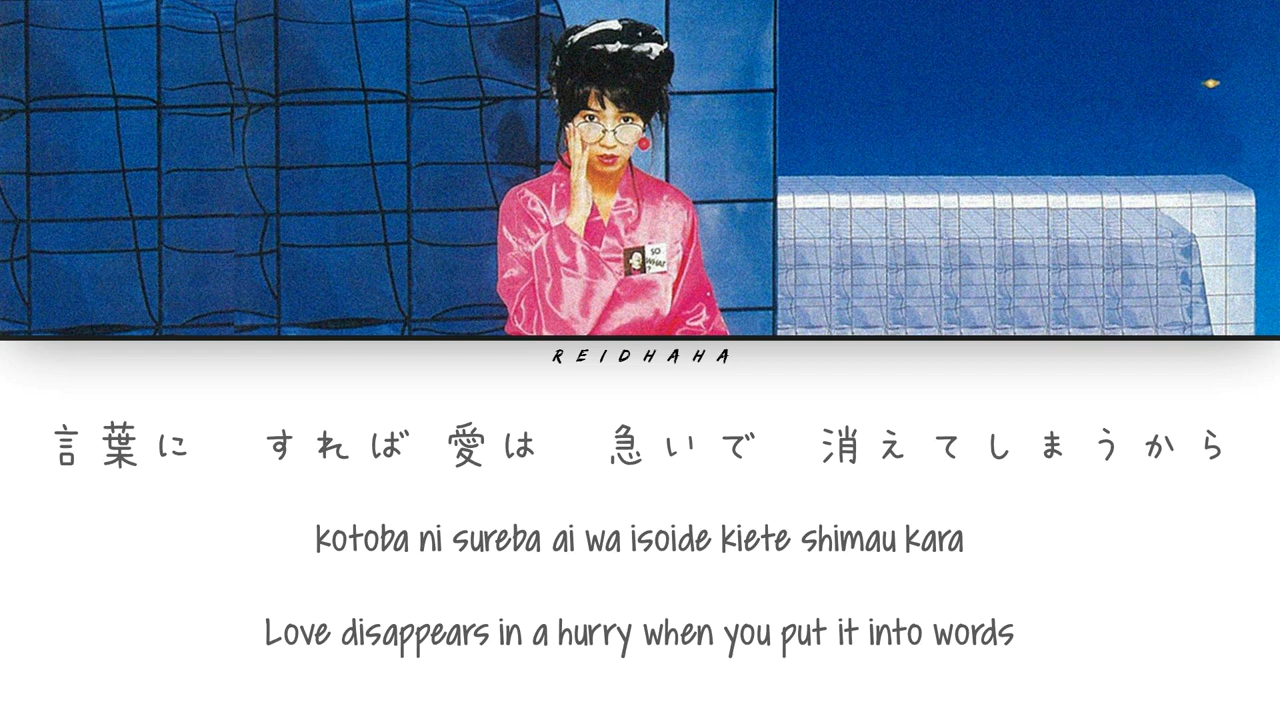 SO
WHAT
?
REIDHAHA
言葉に すれば 愛は 急いで 消えてしまうから
kotoba ni sureba ai wa isoide kiete shimau kara
Love disappears in a hurry when you put it into words